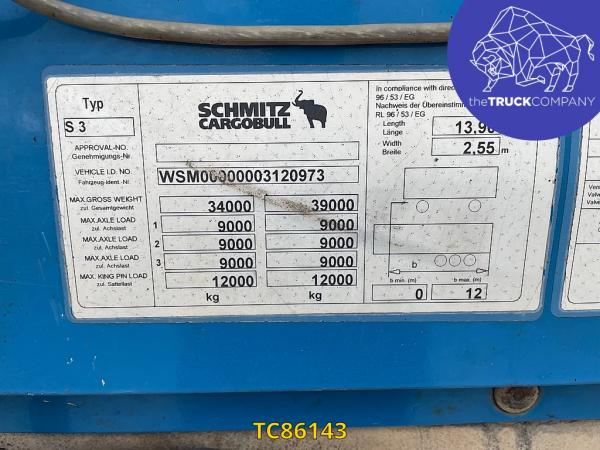 Typ
S 3
SCHMITZ
CARGOBULL
APPROVAL-NO.
Genehmigungs-Nr.
VEHICLE I.D. NO.
Fahrzeug-Ident.-Nr.
WSM00000003120973
MAX.GROSS WEIGHT
zul. Gesamtgewicht
34000 39000
MAX.AXLE LOAD
zul. Achslast
1 9000 9000
MAX.AXLE LOAD
zul. Achslast
2 9000 9000
MAX.AXLE LOAD
zul. Achslast
3 9000 9000
MAX. KING PIN LOAD
zul. Sattellast
12000 12000
kg kg
In compliance with
96 / 53 / EG
Nachweis der
RL 96 / 53 / EG
Length
Länge
Width
Breite
2,55 m
b
b min. (m) b max. (m)
0 12
theTRUCKCOMPANY
TC86143